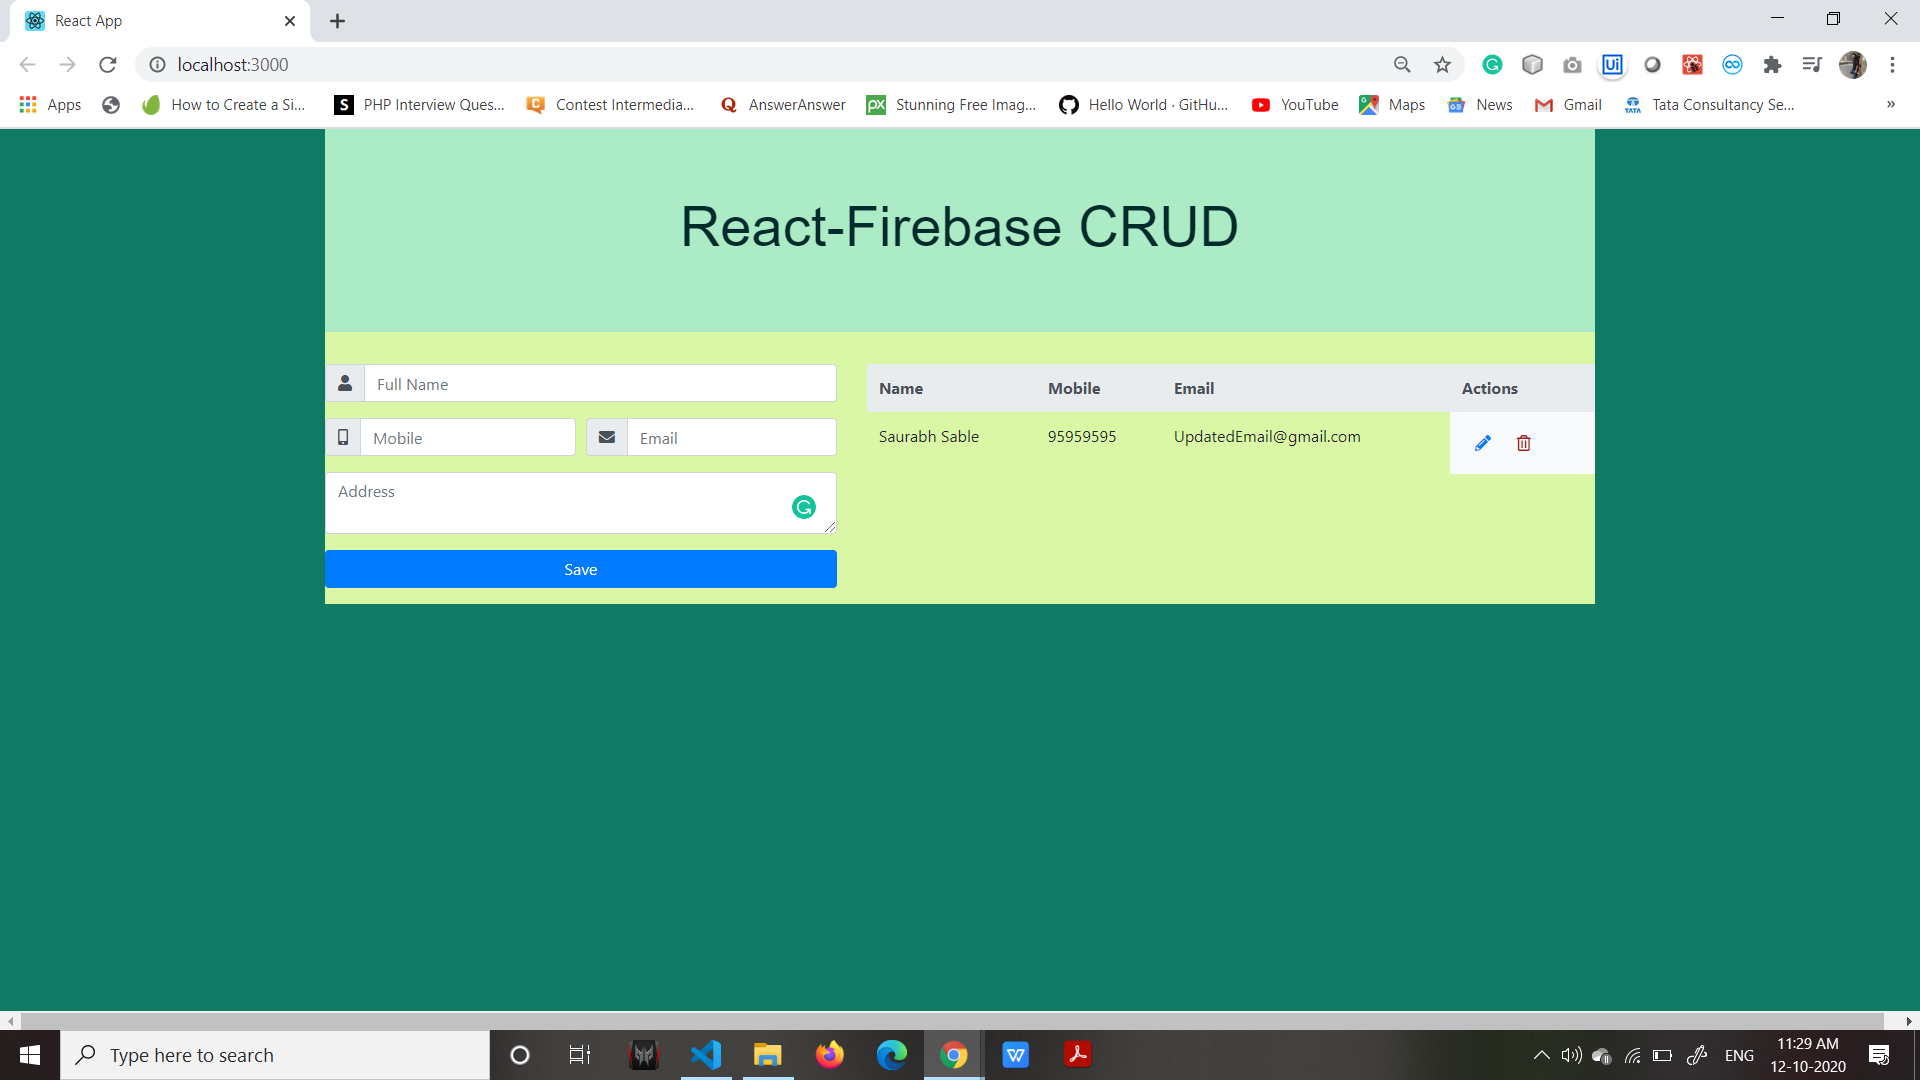 React App
localhost:3000
Apps How to Create a Si... S PHP Interview Ques... Contest Intermedia... AnswerAnswer px Stunning Free Imag... Hello World · GitHu... YouTube Maps News Gmail TATA Tata Consultancy Se... »
React-Firebase CRUD
Full Name
Mobile Email
Address
Save
Name Mobile Email Actions
Saurabh Sable 95959595 UpdatedEmail@gmail.com
Type here to search
ENG
11:29 AM
12-10-2020